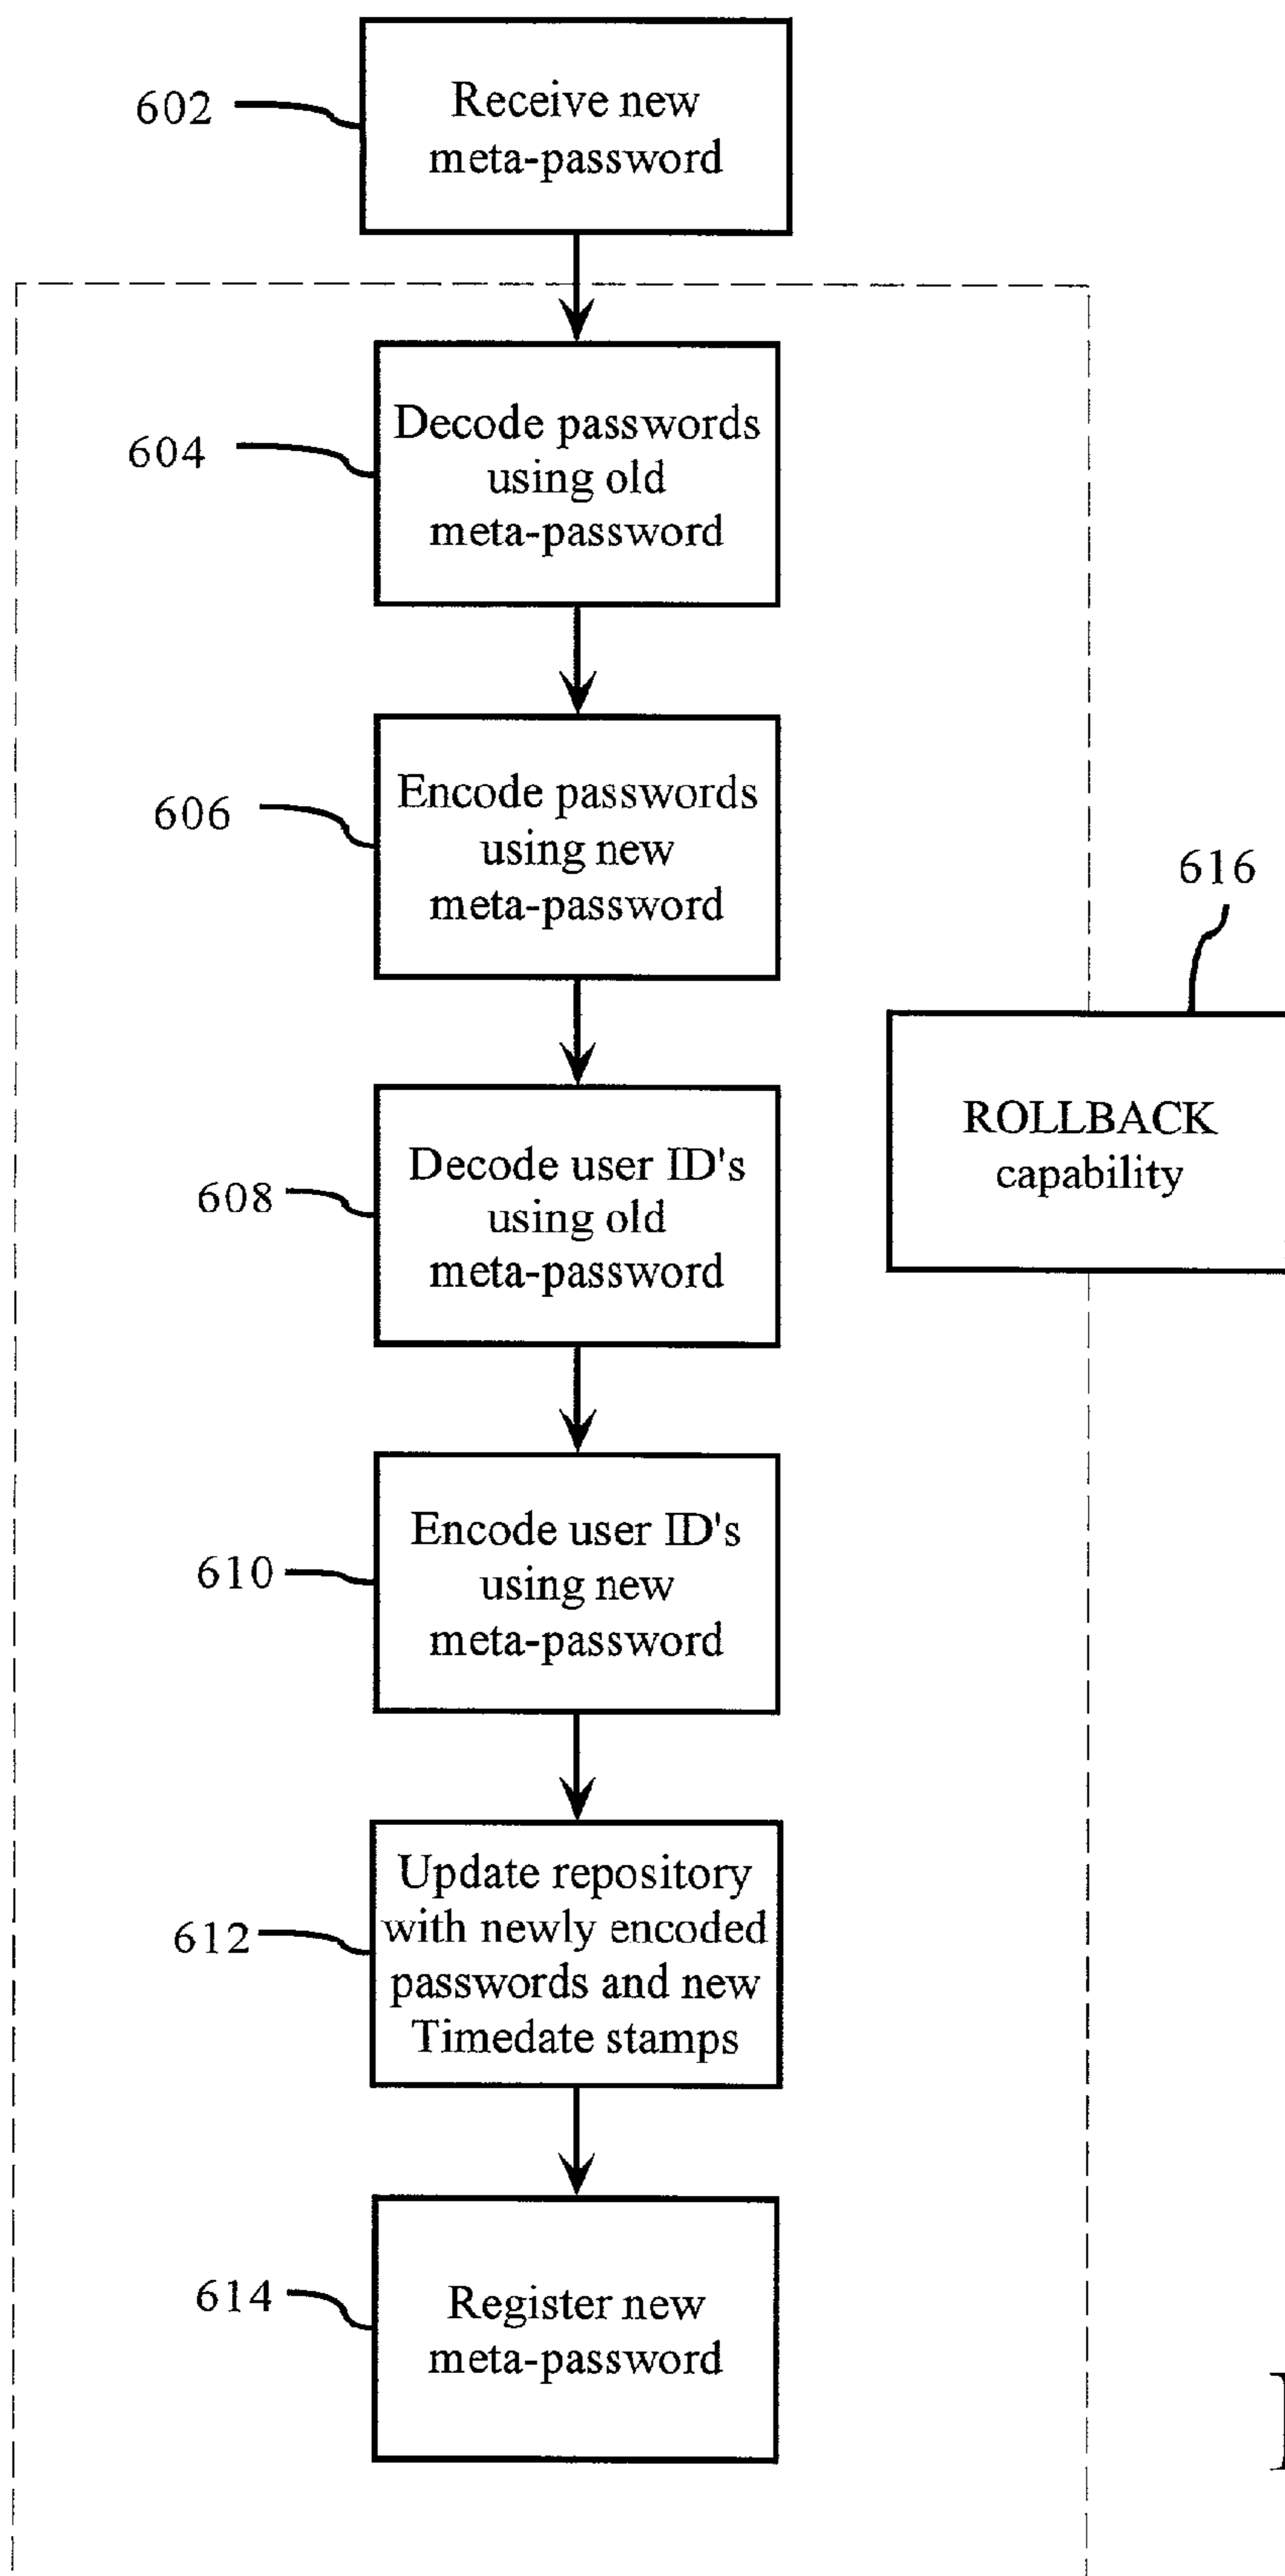 602
Receive new
meta-password
604
Decode passwords
using old
meta-password
606
Encode passwords
using new
meta-password
616
ROLLBACK
capability
608
Decode user ID's
using old
meta-password
610
Encode user ID's
using new
meta-password
612
Update repository
with newly encoded
passwords and new
Timedate stamps
614
Register new
meta-password